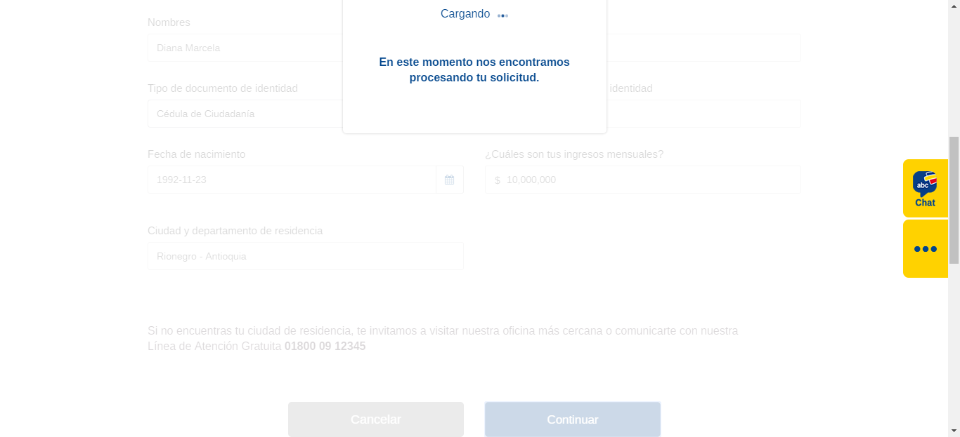 Cargando
En este momento nos encontramos
procesando tu solicitud.
Nombres
Diana Marcela
Tipo de documento de identidad
identidad
Cédula de Ciudadanía
Fecha de nacimiento
¿Cuáles son tus ingresos mensuales?
1992-11-23
$ 10,000,000
Ciudad y departamento de residencia
Rionegro - Antioquia
Si no encuentras tu ciudad de residencia, te invitamos a visitar nuestra oficina más cercana o comunicarte con nuestra
Línea de Atención Gratuita 01800 09 12345
Cancelar
Continuar
abc
Chat